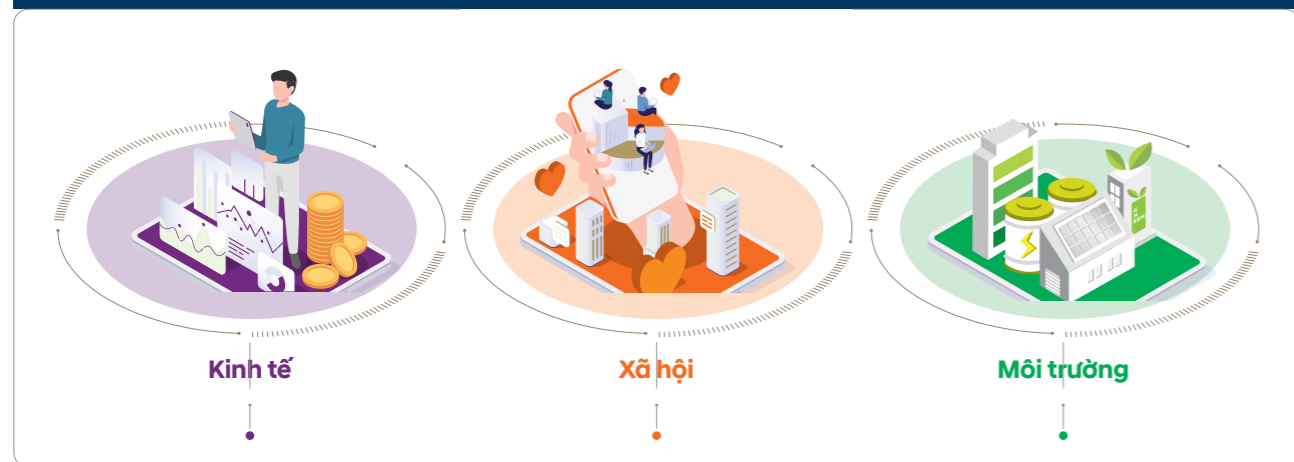 Kinh tế
Xã hội
Môi trường